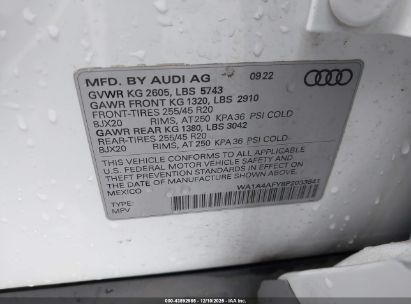 MFD. BY AUDI AG 09.22
GVWR KG 2605, LBS 5743
GAWR FRONT KG 1320, LBS 2910
FRONT-TIRES 255/45 R20
8JX20 RIMS, AT 250 KPA 36 PSI COLD
GAWR REAR KG 1380, LBS 3042
REAR-TIRES 255/45 R20
8JX20 RIMS, AT 250 KPA 36 PSI COLD
THIS VEHICLE CONFORMS TO ALL APPLICABLE
U.S. FEDERAL MOTOR VEHICLE SAFETY, BUMPER, AND
THEFT PREVENTION STANDARDS IN EFFECT ON
THE DATE OF MANUFACTURE SHOWN ABOVE.
MEXICO
TYPE:
MPV